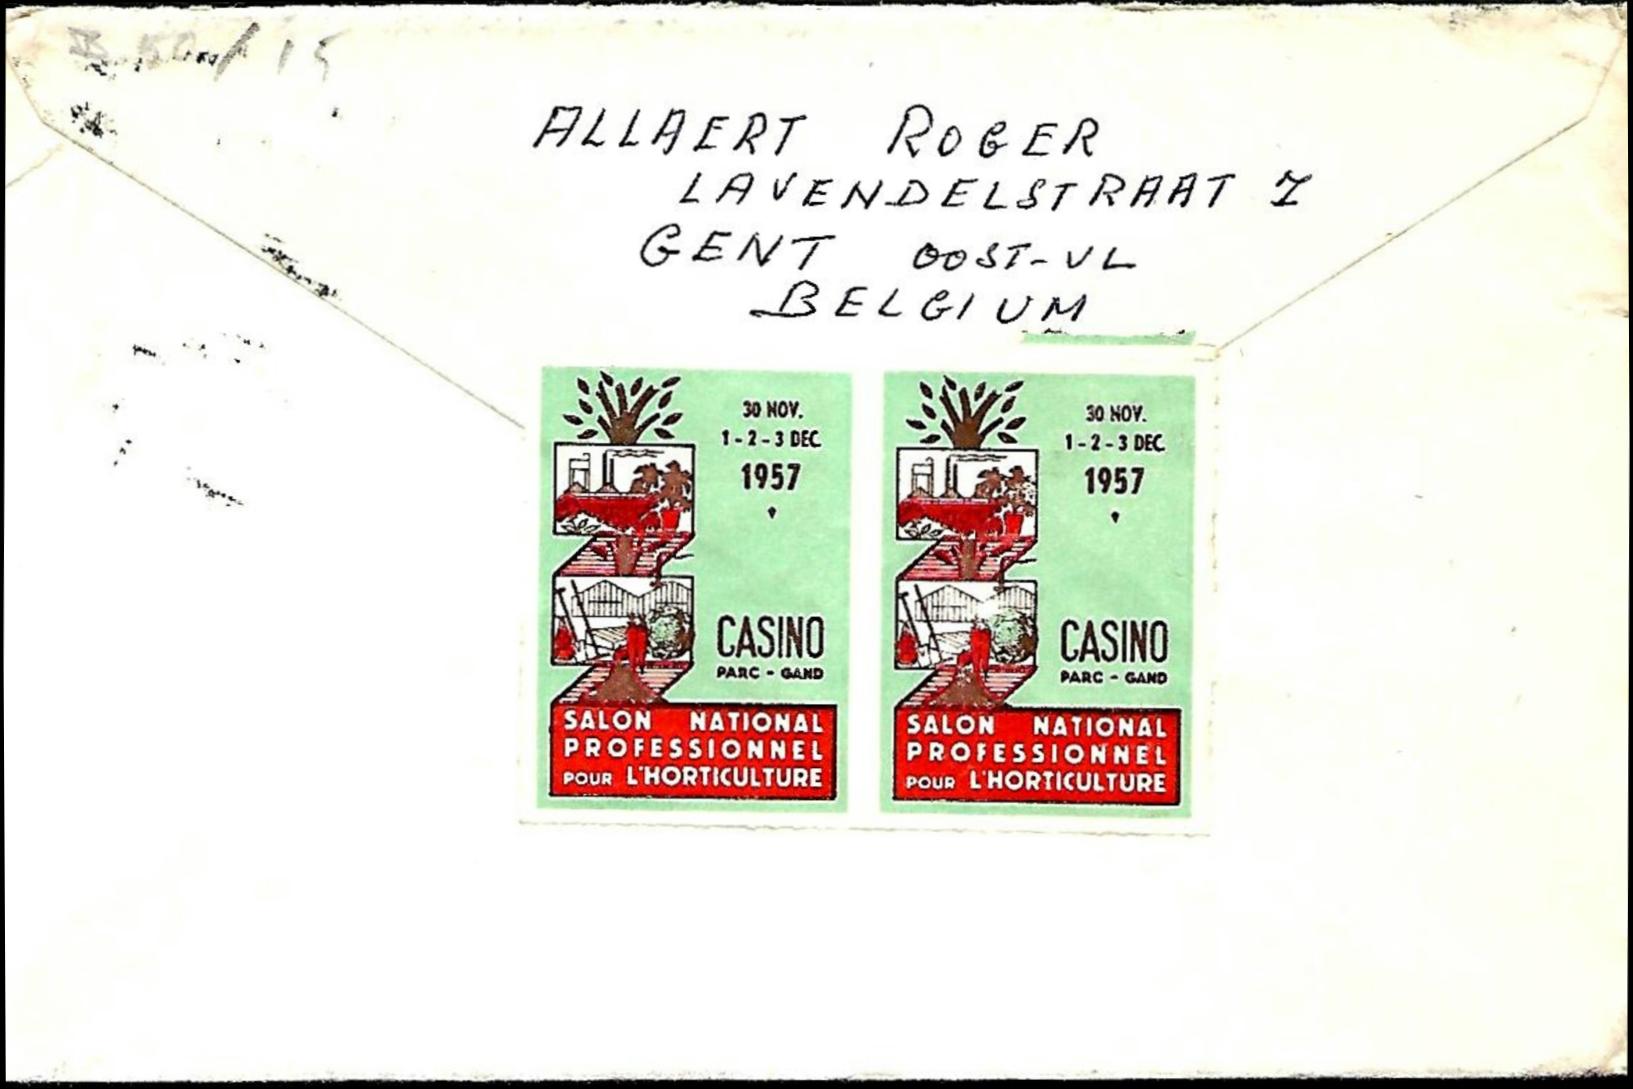 ALLAERT ROGER
LAVENDELSTRAAT 7
GENT OOST-VL
BELGIUM
30 NOV.
1-2-3 DEC.
1957
CASINO
PARC - GAND
SALON NATIONAL
PROFESSIONNEL
POUR L'HORTICULTURE
30 NOV.
1-2-3 DEC.
1957
CASINO
PARC - GAND
SALON NATIONAL
PROFESSIONNEL
POUR L'HORTICULTURE